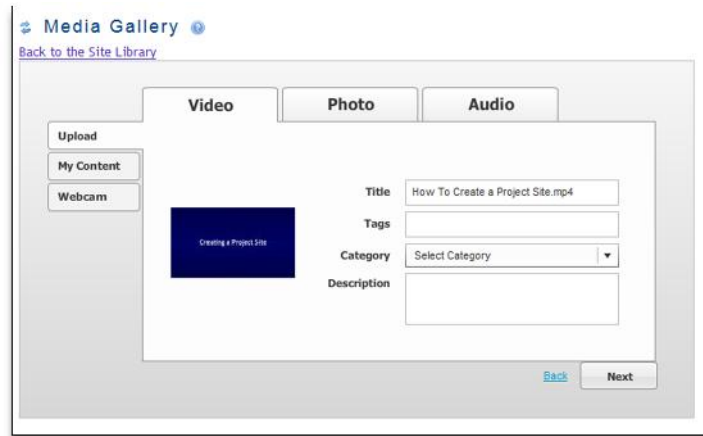 Media Gallery
Back to the Site Library
Video Photo Audio
Upload
My Content
Webcam
Creating a Project Site
Title How To Create a Project Site.mp4
Tags
Category Select Category
Description
Back Next